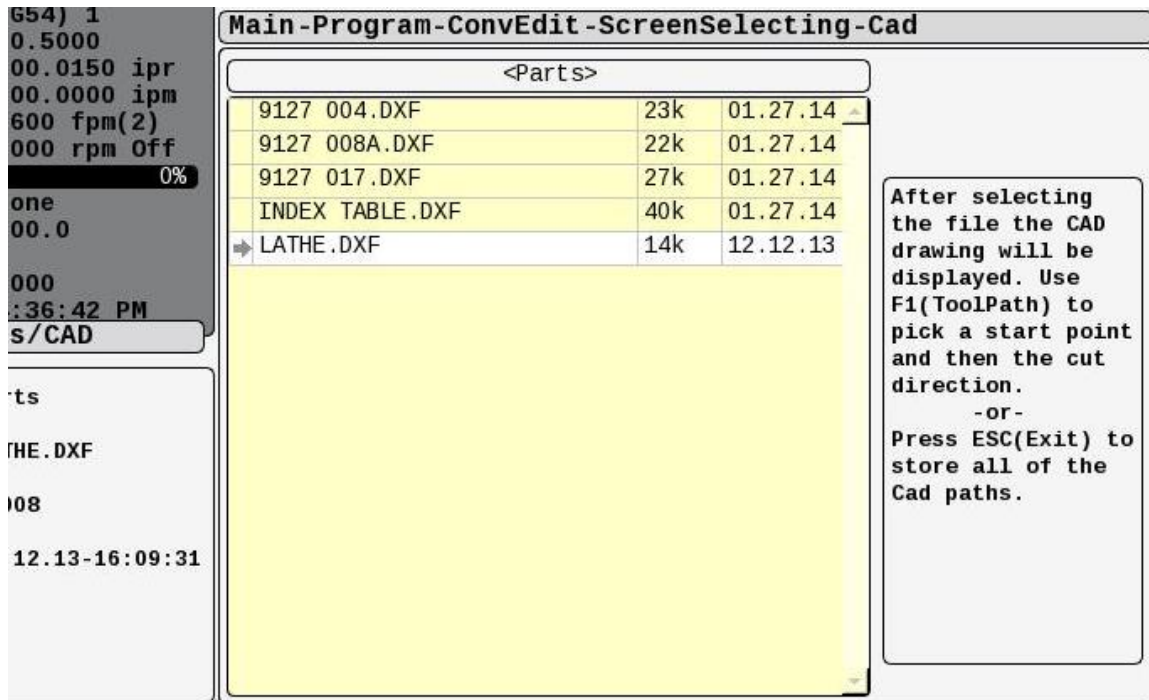 G54) 1
0.5000
00.0150 ipr
00.0000 ipm
600 fpm(2)
000 rpm Off
0%
one
00.0
000
:36:42 PM
s/CAD
rts
THE.DXF
008
12.13-16:09:31
Main-Program-ConvEdit-ScreenSelecting-Cad
<Parts>
9127 004.DXF 23k 01.27.14
9127 008A.DXF 22k 01.27.14
9127 017.DXF 27k 01.27.14
INDEX TABLE.DXF 40k 01.27.14
LATHE.DXF 14k 12.12.13
After selecting
the file the CAD
drawing will be
displayed. Use
F1(ToolPath) to
pick a start point
and then the cut
direction.
-or-
Press ESC(Exit) to
store all of the
Cad paths.